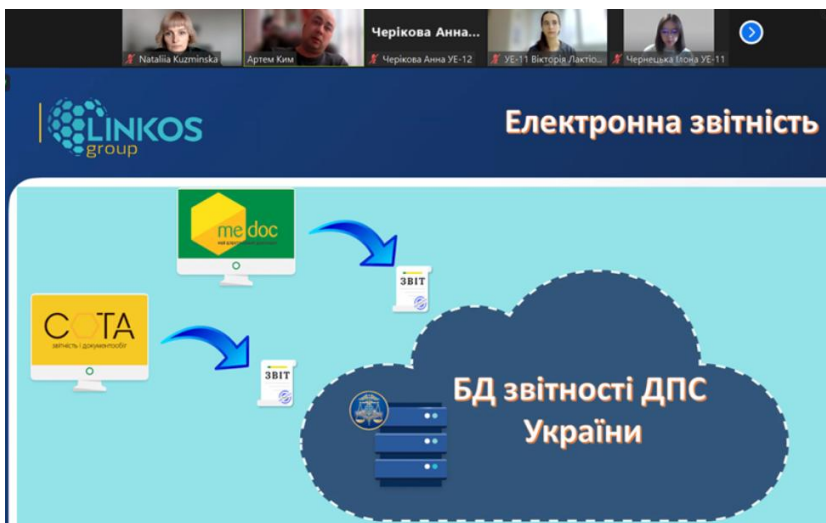 Черікова Анна...
Nataliia Kuzminska
Артем Ким
Черікова Анна УЕ-12
УЕ-11 Вікторія Лактіо...
Чернецька Ілона УЕ-11
LINKOS
group
Електронна звітність
me doc
ЗВІТ
СОТА
звітність і документообіг
ЗВІТ
БД звітності ДПС
України